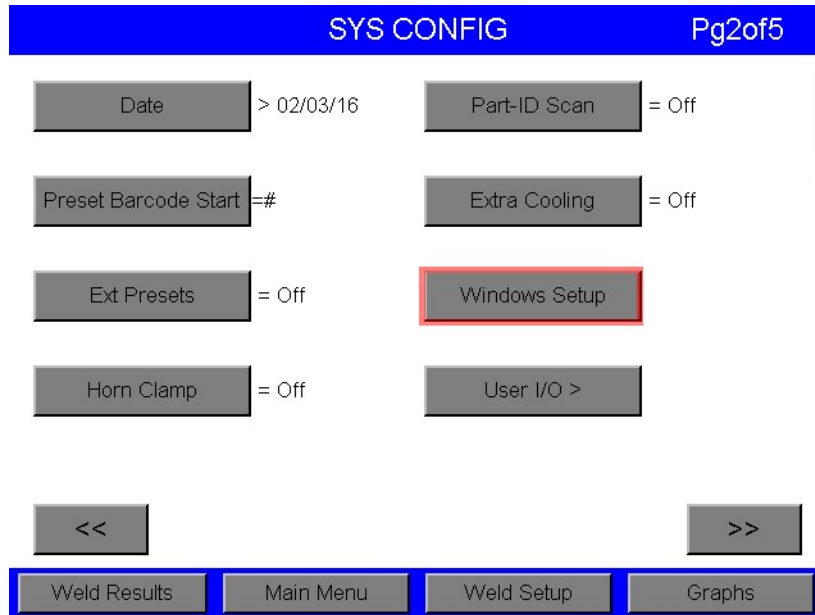 SYS CONFIG Pg2of5
Date > 02/03/16 Part-ID Scan = Off
Preset Barcode Start =# Extra Cooling = Off
Ext Presets = Off Windows Setup
Horn Clamp = Off User I/O >
<< >>
Weld Results Main Menu Weld Setup Graphs